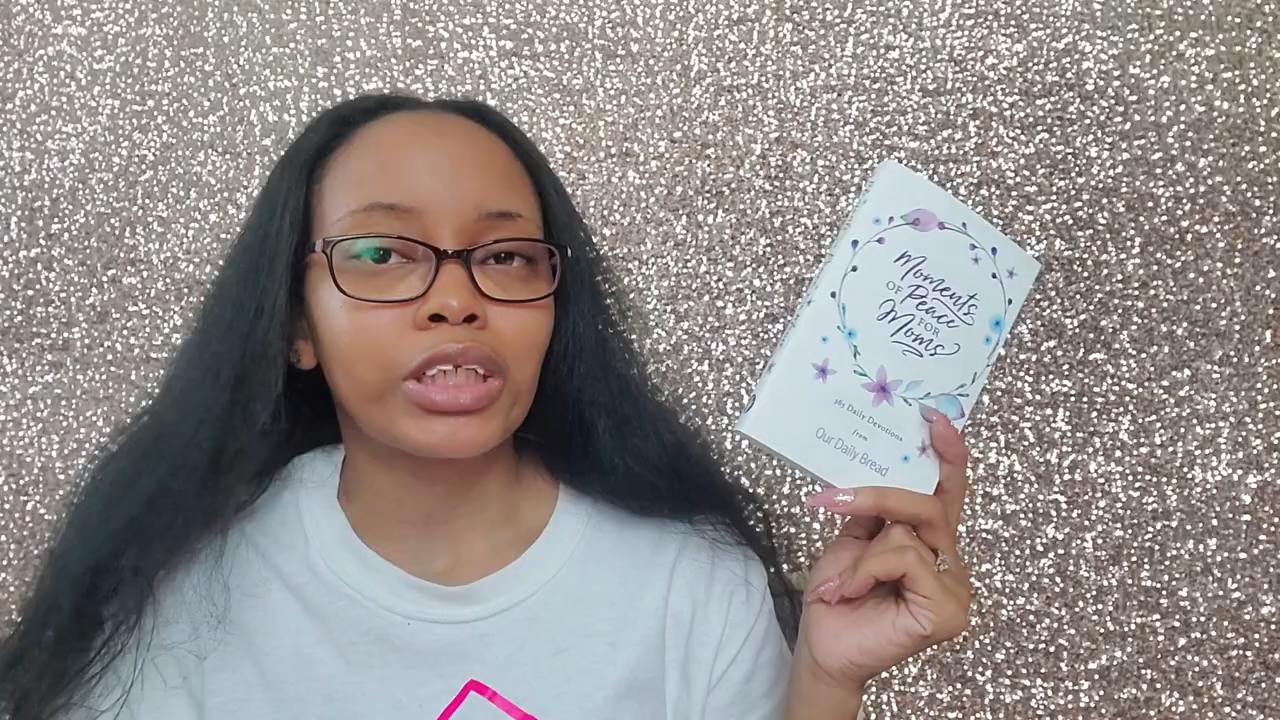 Moments
OF Peace
FOR
Moms
365 Daily Devotions
from
Our Daily Bread